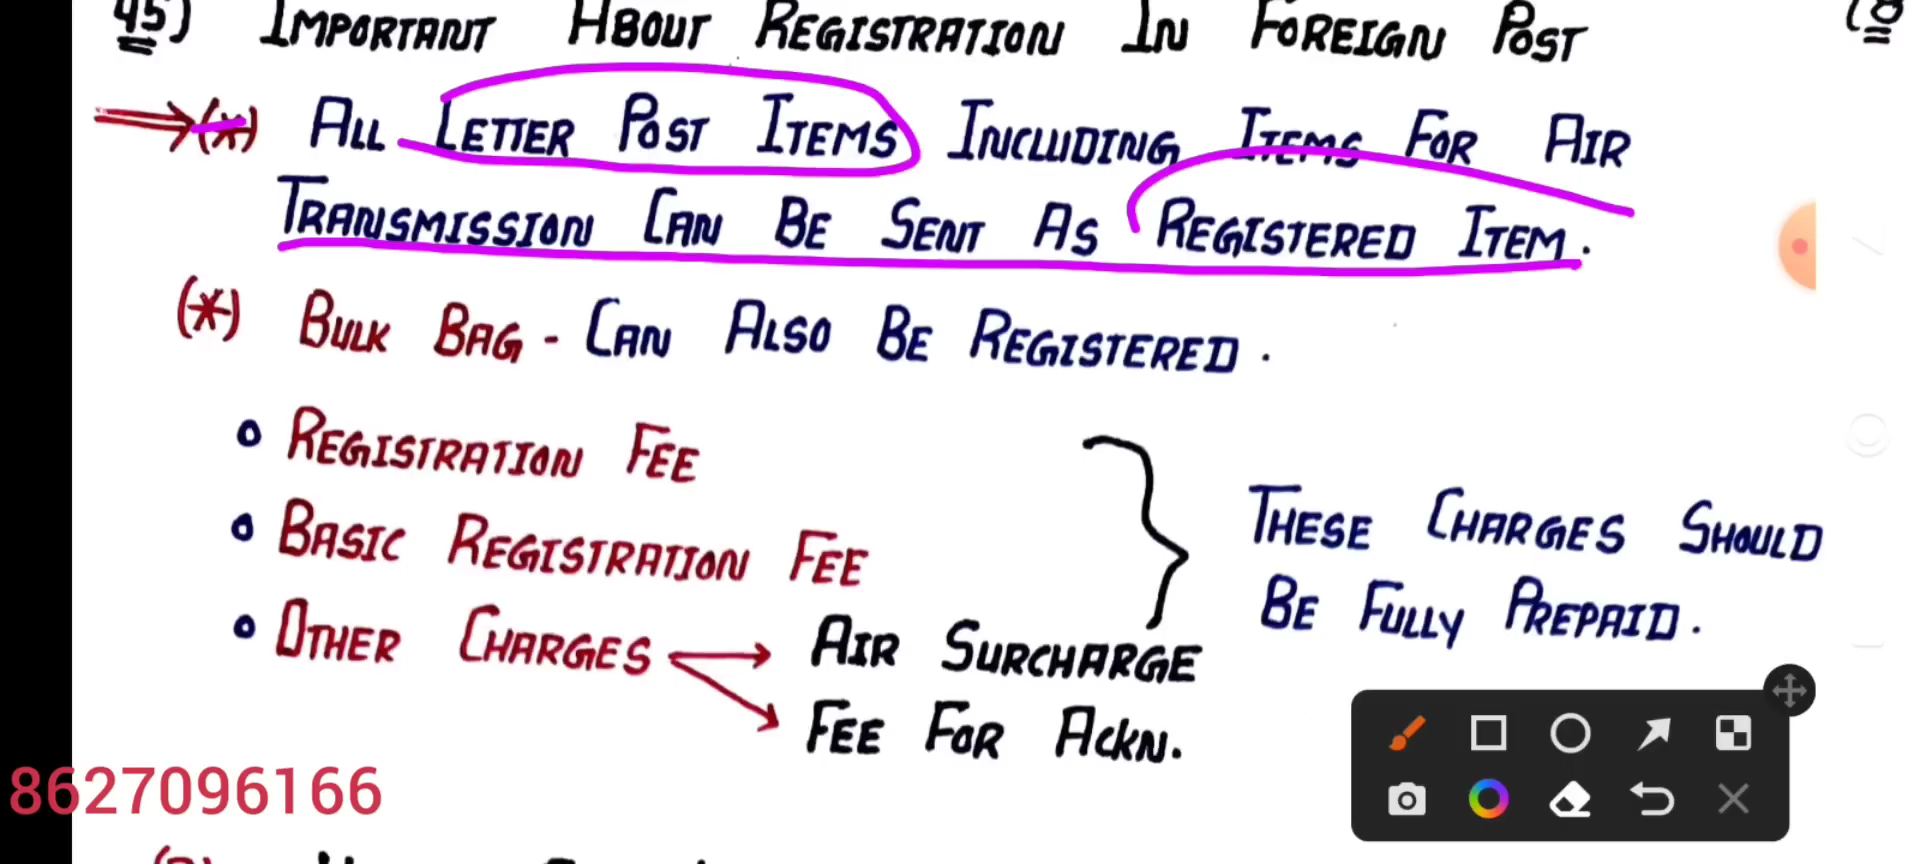 45) IMPORTANT ABOUT REGISTRATION IN FOREIGN POST (8
(*) ALL LETTER POST ITEMS INCLUDING ITEMS FOR AIR
TRANSMISSION CAN BE SENT AS REGISTERED ITEM.
(*) BULK BAG - CAN ALSO BE REGISTERED.
REGISTRATION FEE
BASIC REGISTRATION FEE
OTHER CHARGES
AIR SURCHARGE
FEE FOR ACKN.
THESE CHARGES SHOULD
BE FULLY PREPAID.
8627096166